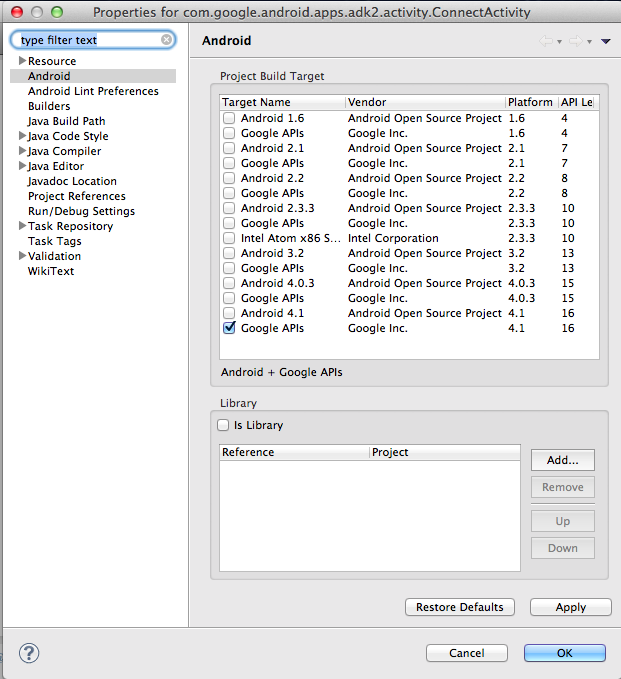 Properties for com.google.android.apps.adk2.activity.ConnectActivity
type filter text
Resource
Android
Android Lint Preferences
Builders
Java Build Path
Java Code Style
Java Compiler
Java Editor
Javadoc Location
Project References
Run/Debug Settings
Task Repository
Task Tags
Validation
WikiText
Android
Project Build Target
Target Name Vendor Platform API Le
Android 1.6 Android Open Source Project 1.6 4
Google APIs Google Inc. 1.6 4
Android 2.1 Android Open Source Project 2.1 7
Google APIs Google Inc. 2.1 7
Android 2.2 Android Open Source Project 2.2 8
Google APIs Google Inc. 2.2 8
Android 2.3.3 Android Open Source Project 2.3.3 10
Google APIs Google Inc. 2.3.3 10
Intel Atom x86 S... Intel Corporation 2.3.3 10
Android 3.2 Android Open Source Project 3.2 13
Google APIs Google Inc. 3.2 13
Android 4.0.3 Android Open Source Project 4.0.3 15
Google APIs Google Inc. 4.0.3 15
Android 4.1 Android Open Source Project 4.1 16
Google APIs Google Inc. 4.1 16
Android + Google APIs
Library
Is Library
Reference Project
Add...
Remove
Up
Down
Restore Defaults Apply
? Cancel OK